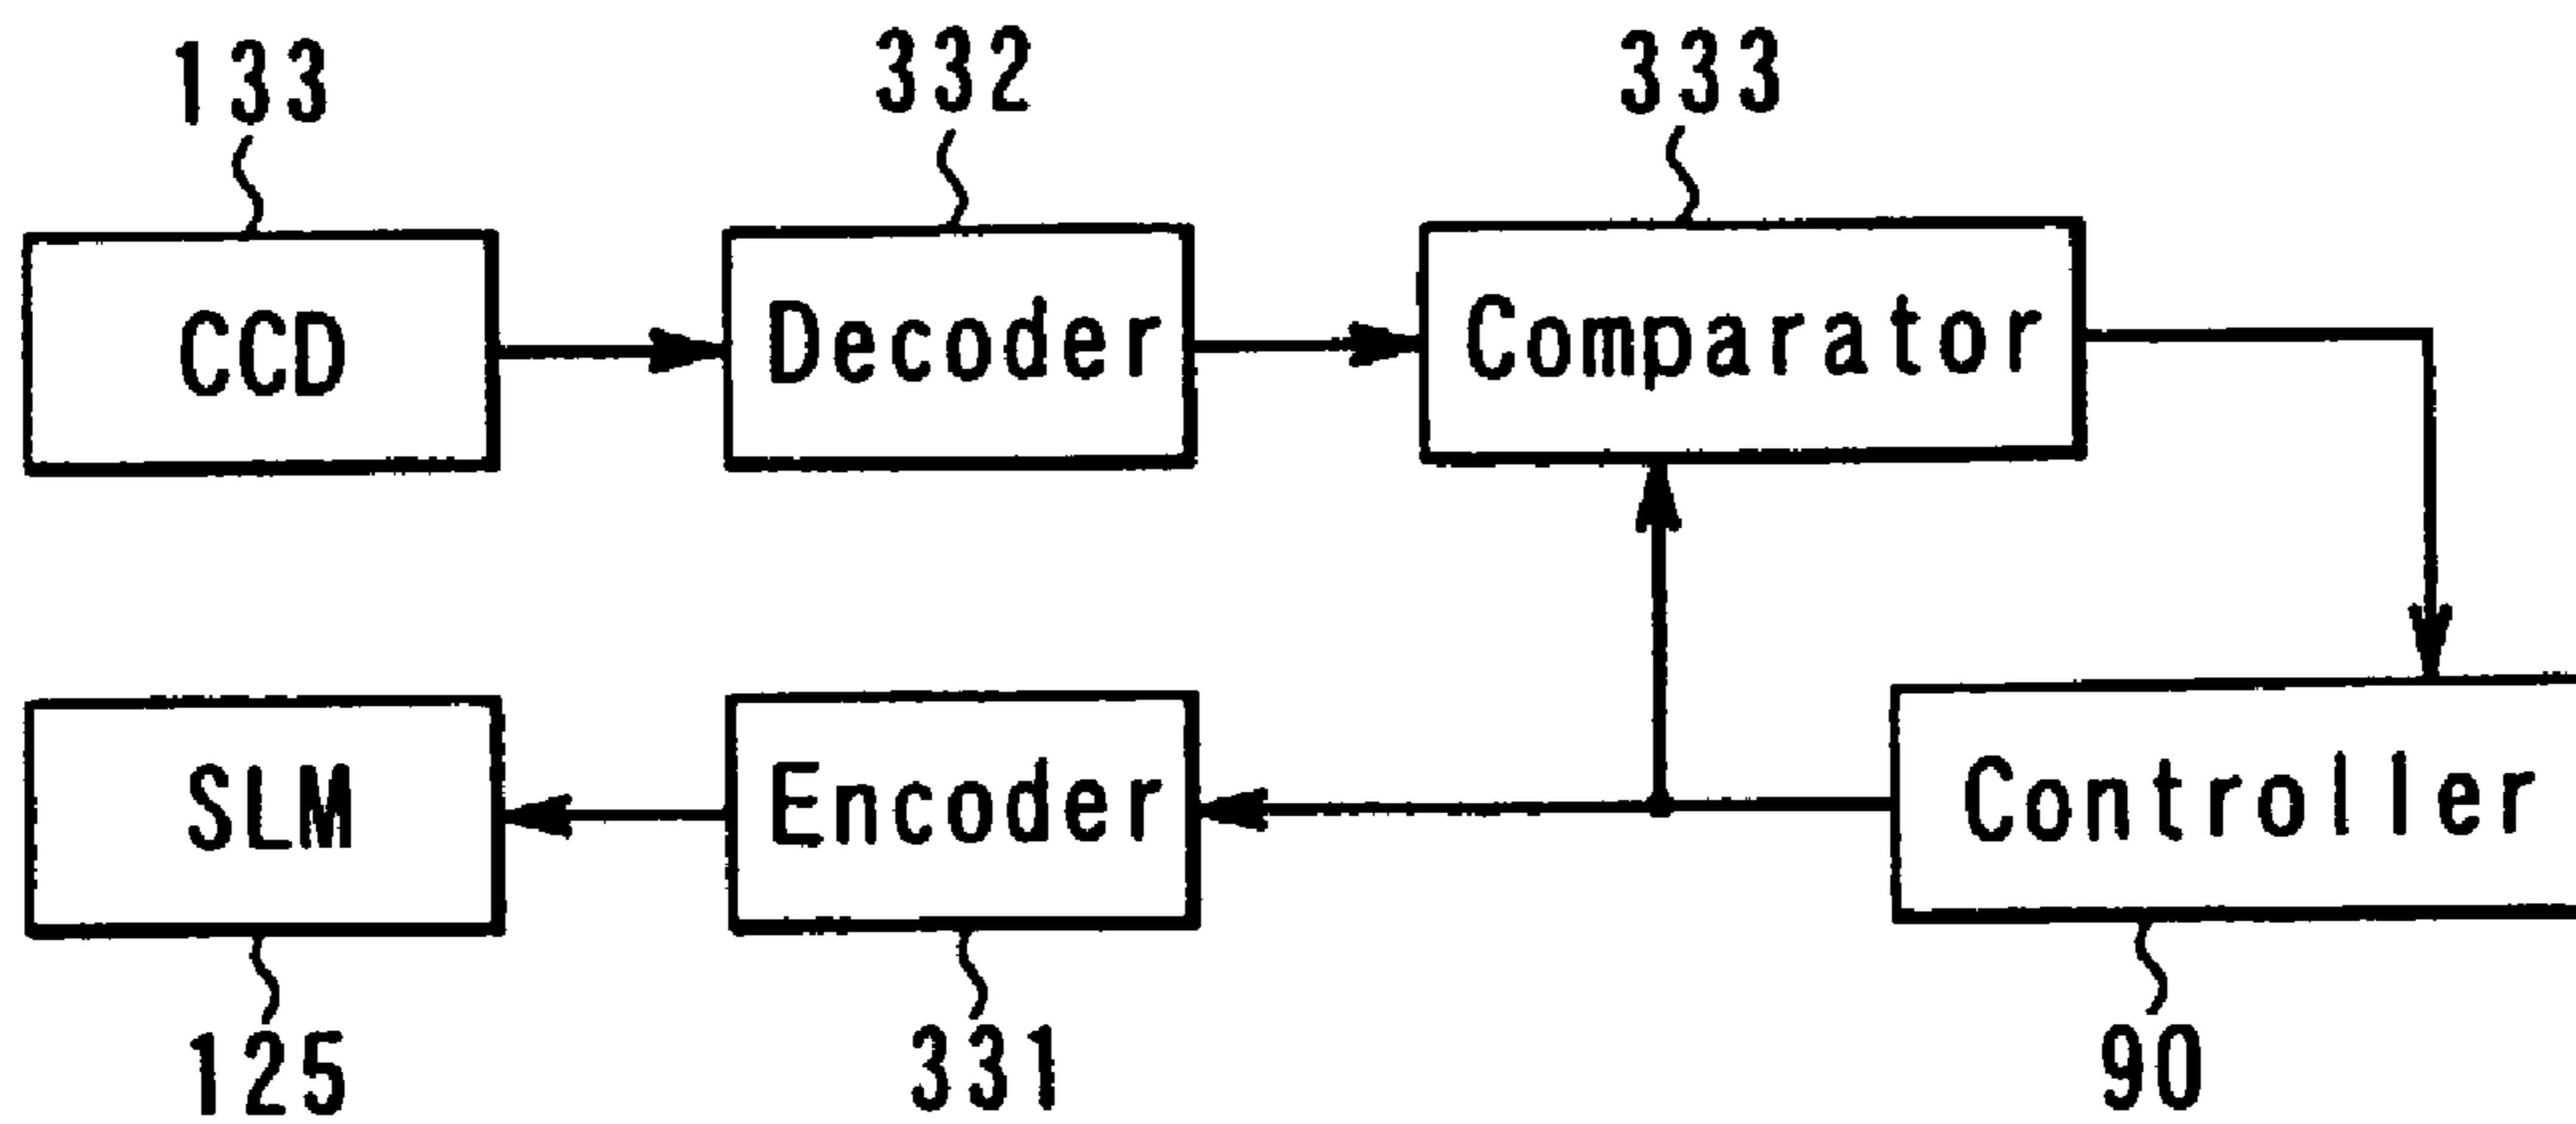 133 332 333
CCD Decoder Comparator
SLM Encoder Controller
125 331 90